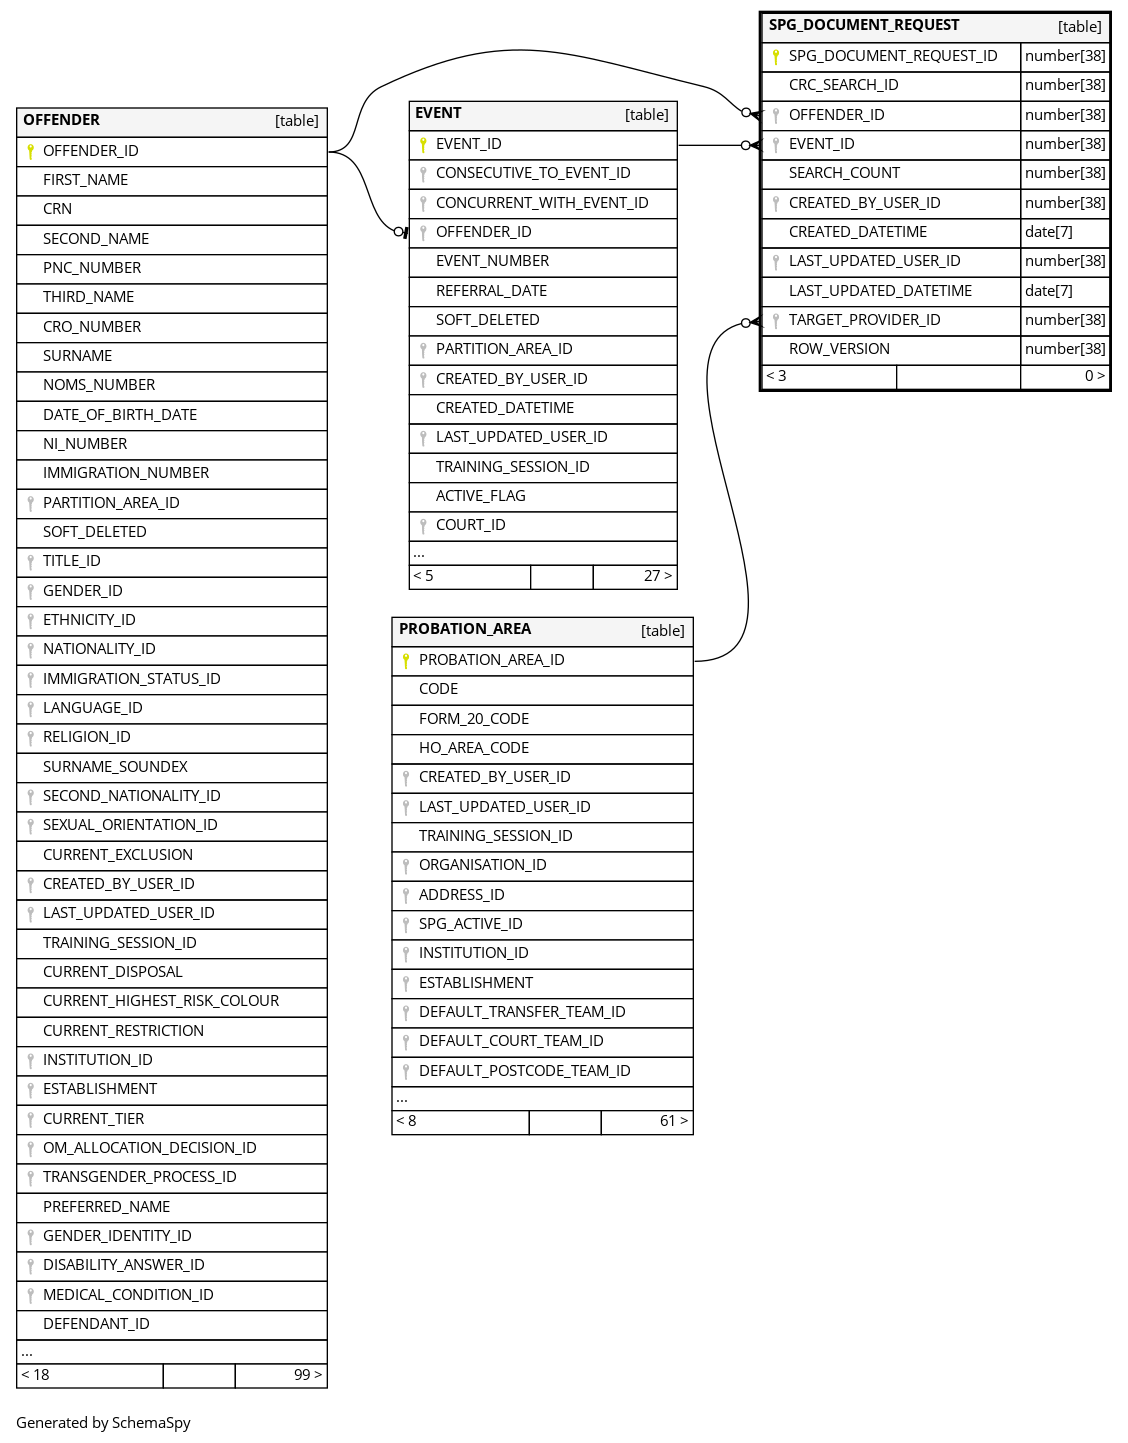 SPG_DOCUMENT_REQUEST [table]
SPG_DOCUMENT_REQUEST_ID number[38]
CRC_SEARCH_ID number[38]
OFFENDER_ID number[38]
EVENT_ID number[38]
SEARCH_COUNT number[38]
CREATED_BY_USER_ID number[38]
CREATED_DATETIME date[7]
LAST_UPDATED_USER_ID number[38]
LAST_UPDATED_DATETIME date[7]
TARGET_PROVIDER_ID number[38]
ROW_VERSION number[38]
< 3 0 >
OFFENDER [table]
OFFENDER_ID
FIRST_NAME
CRN
SECOND_NAME
PNC_NUMBER
THIRD_NAME
CRO_NUMBER
SURNAME
NOMS_NUMBER
DATE_OF_BIRTH_DATE
NI_NUMBER
IMMIGRATION_NUMBER
PARTITION_AREA_ID
SOFT_DELETED
TITLE_ID
GENDER_ID
ETHNICITY_ID
NATIONALITY_ID
IMMIGRATION_STATUS_ID
LANGUAGE_ID
RELIGION_ID
SURNAME_SOUNDEX
SECOND_NATIONALITY_ID
SEXUAL_ORIENTATION_ID
CURRENT_EXCLUSION
CREATED_BY_USER_ID
LAST_UPDATED_USER_ID
TRAINING_SESSION_ID
CURRENT_DISPOSAL
CURRENT_HIGHEST_RISK_COLOUR
CURRENT_RESTRICTION
INSTITUTION_ID
ESTABLISHMENT
CURRENT_TIER
OM_ALLOCATION_DECISION_ID
TRANSGENDER_PROCESS_ID
PREFERRED_NAME
GENDER_IDENTITY_ID
DISABILITY_ANSWER_ID
MEDICAL_CONDITION_ID
DEFENDANT_ID
...
< 18 99 >
EVENT [table]
EVENT_ID
CONSECUTIVE_TO_EVENT_ID
CONCURRENT_WITH_EVENT_ID
OFFENDER_ID
EVENT_NUMBER
REFERRAL_DATE
SOFT_DELETED
PARTITION_AREA_ID
CREATED_BY_USER_ID
CREATED_DATETIME
LAST_UPDATED_USER_ID
TRAINING_SESSION_ID
ACTIVE_FLAG
COURT_ID
...
< 5 27 >
PROBATION_AREA [table]
PROBATION_AREA_ID
CODE
FORM_20_CODE
HO_AREA_CODE
CREATED_BY_USER_ID
LAST_UPDATED_USER_ID
TRAINING_SESSION_ID
ORGANISATION_ID
ADDRESS_ID
SPG_ACTIVE_ID
INSTITUTION_ID
ESTABLISHMENT
DEFAULT_TRANSFER_TEAM_ID
DEFAULT_COURT_TEAM_ID
DEFAULT_POSTCODE_TEAM_ID
...
< 8 61 >
Generated by SchemaSpy